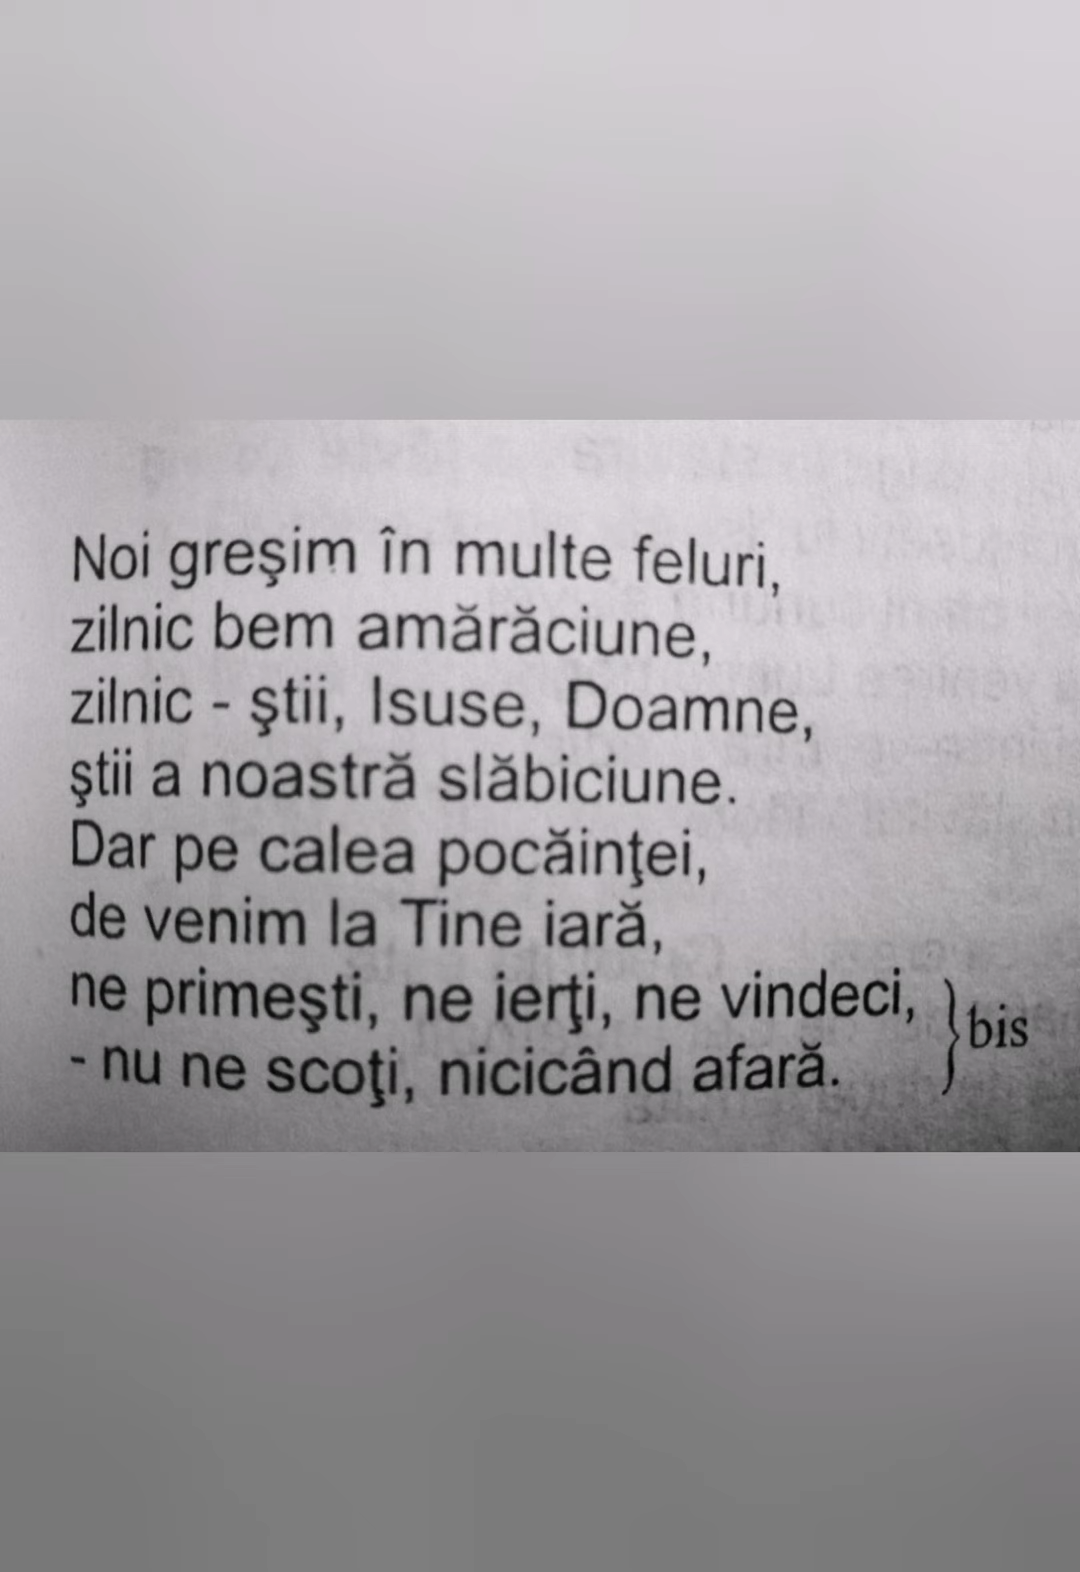 Noi greşim în multe feluri,
zilnic bem amărăciune,
zilnic - ştii, Isuse, Doamne,
ştii a noastră slăbiciune.
Dar pe calea pocăinţei,
de venim la Tine iară,
ne primeşti, ne ierţi, ne vindeci,
- nu ne scoţi, nicicând afară.
bis